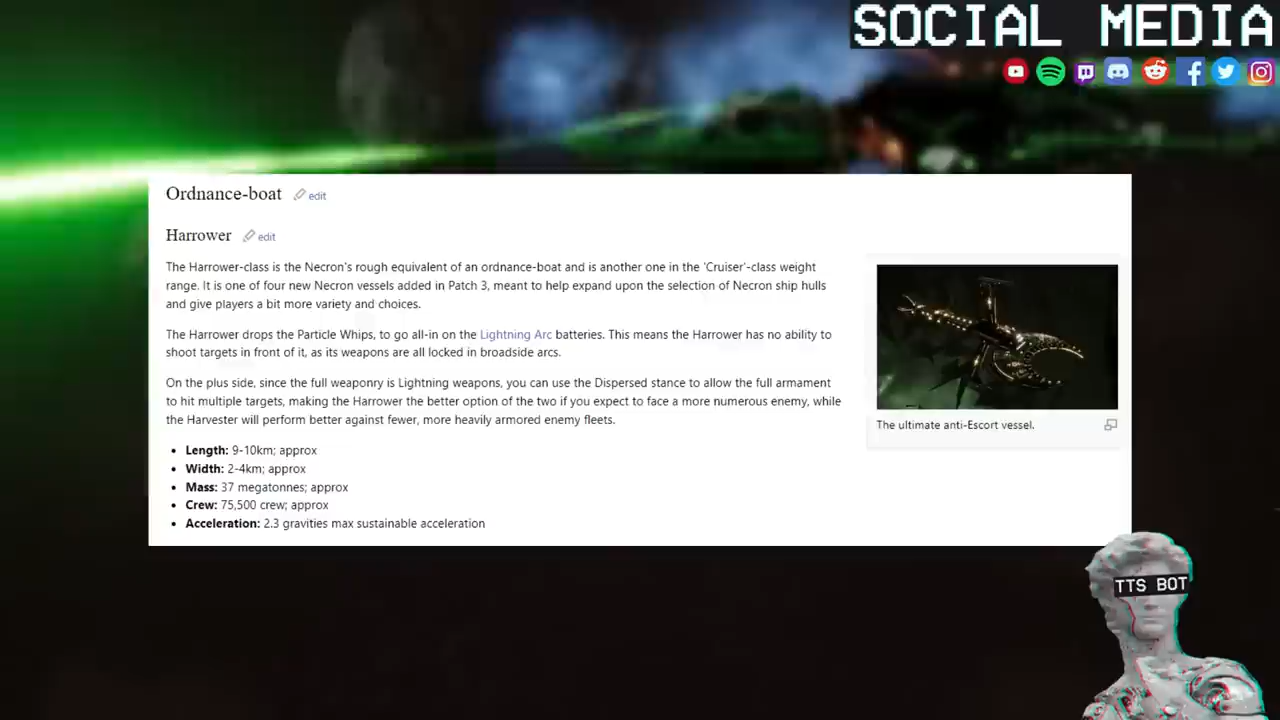 SOCIAL MEDIA
Ordnance-boat edit
Harrower edit
The Harrower-class is the Necron's rough equivalent of an ordnance-boat and is another one in the 'Cruiser'-class weight
range. It is one of four new Necron vessels added in Patch 3, meant to help expand upon the selection of Necron ship hulls
and give players a bit more variety and choices.
The Harrower drops the Particle Whips, to go all-in on the Lightning Arc batteries. This means the Harrower has no ability to
shoot targets in front of it, as its weapons are all locked in broadside arcs.
On the plus side, since the full weaponry is Lightning weapons, you can use the Dispersed stance to allow the full armament
to hit multiple targets, making the Harrower the better option of the two if you expect to face a more numerous enemy, while
the Harvester will perform better against fewer, more heavily armored enemy fleets.
• Length: 9-10km; approx
• Width: 2-4km; approx
• Mass: 37 megatonnes; approx
• Crew: 75,500 crew; approx
• Acceleration: 2.3 gravities max sustainable acceleration
The ultimate anti-Escort vessel.
TTS BOT